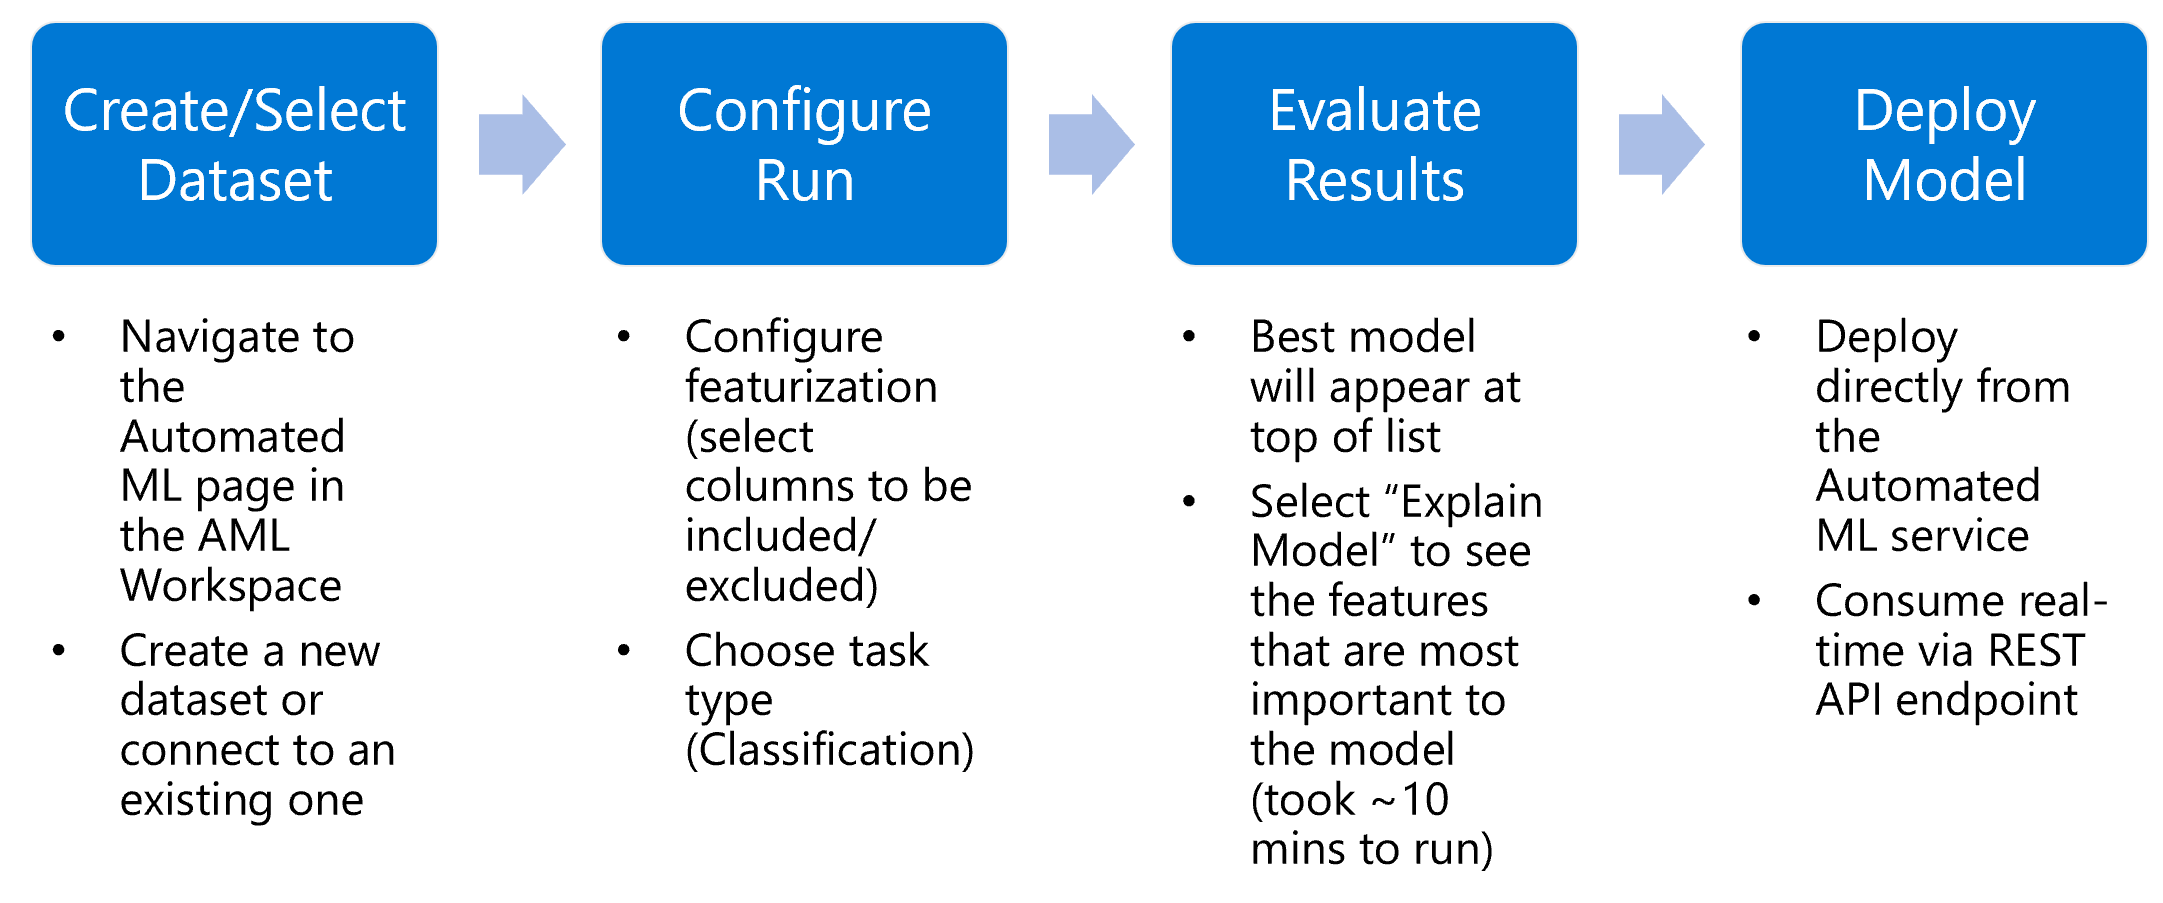 Create/Select
Dataset
• Navigate to
the
Automated
ML page in
the AML
Workspace
• Create a new
dataset or
connect to an
existing one
Configure
Run
• Configure
featurization
(select
columns to be
included/
excluded)
• Choose task
type
(Classification)
Evaluate
Results
• Best model
will appear at
top of list
• Select “Explain
Model” to see
the features
that are most
important to
the model
(took ~10
mins to run)
Deploy
Model
• Deploy
directly from
the
Automated
ML service
• Consume real-
time via REST
API endpoint